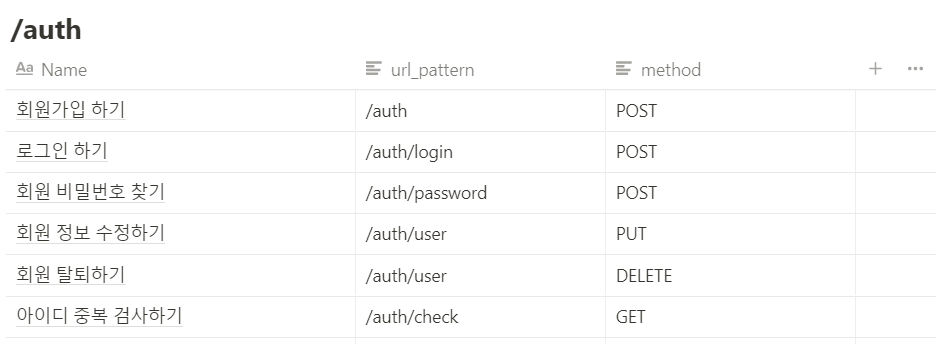 /auth
Aa Name url_pattern method + ...
회원가입 하기 /auth POST
로그인 하기 /auth/login POST
회원 비밀번호 찾기 /auth/password POST
회원 정보 수정하기 /auth/user PUT
회원 탈퇴하기 /auth/user DELETE
아이디 중복 검사하기 /auth/check GET